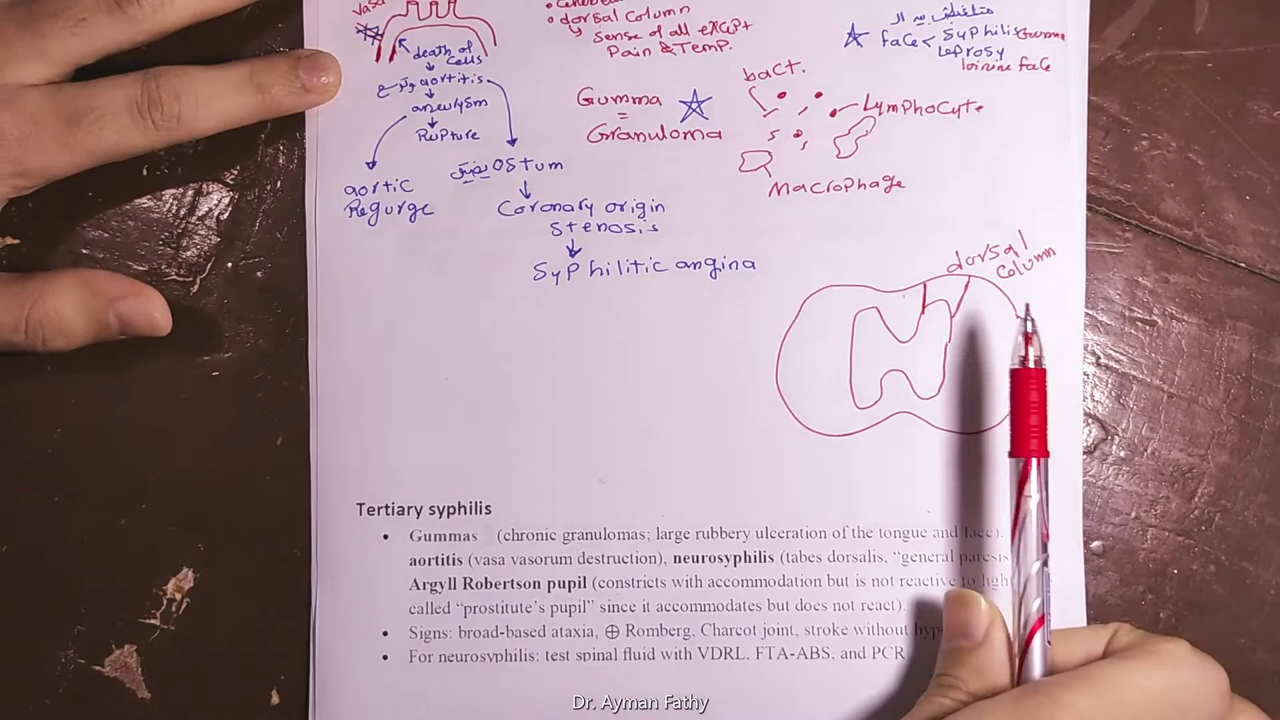 Vasa
death of
cells
aortitis
aneurysm
Rupture
aortic
Regurge
بيضيق Ostum
Coronary origin
stenosis
Syphilitic angina
• dorsal column
sense of all except
Pain & Temp.
Gumma
=
Granuloma
bact.
Lymphocyte
Macrophage
face < Syphilis Gumma
Leprosy
face
dorsal
column
Tertiary syphilis
• Gummas (chronic granulomas; large rubbery ulceration of the tongue and face).
aortitis (vasa vasorum destruction), neurosyphilis (tabes dorsalis, “general paresis
Argyll Robertson pupil (constricts with accommodation but is not reactive to light
called “prostitute’s pupil” since it accommodates but does not react).
• Signs: broad-based ataxia, ⊕ Romberg, Charcot joint, stroke without hyp
• For neurosyphilis: test spinal fluid with VDRL, FTA-ABS, and PCR.
Dr. Ayman Fathy